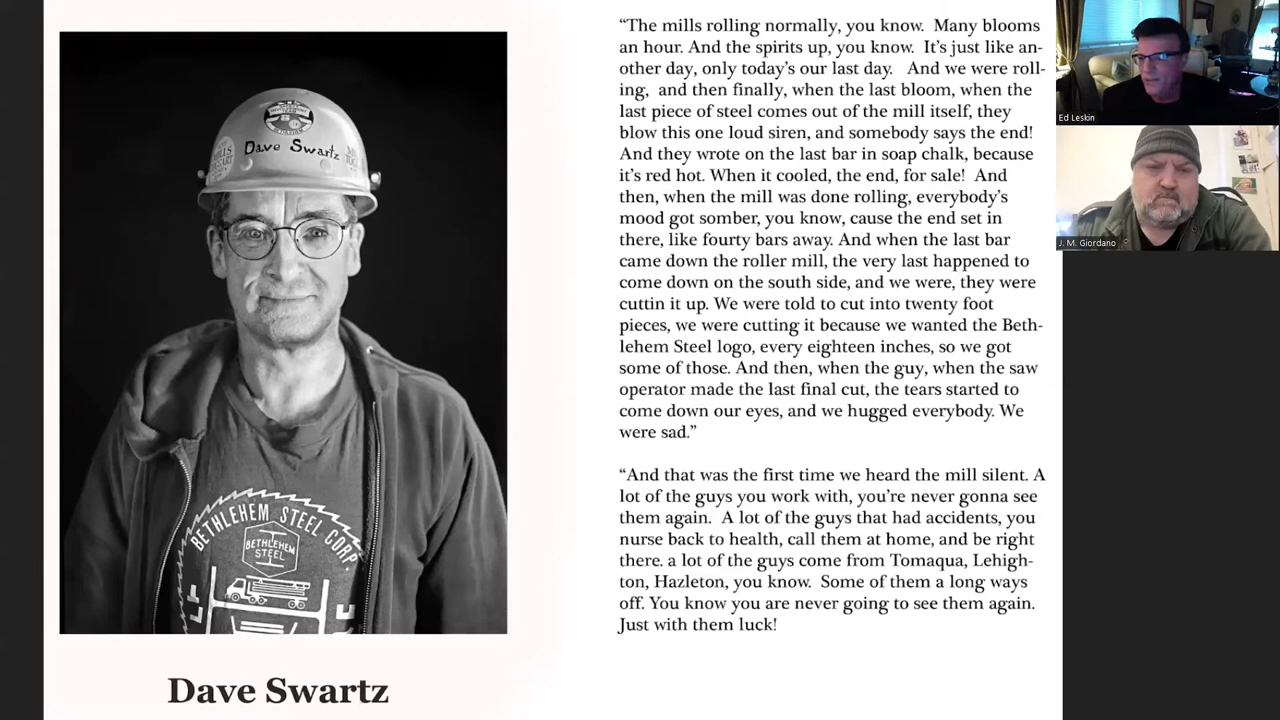 “The mills rolling normally, you know.  Many blooms
an hour. And the spirits up, you know.  It’s just like an-
other day, only today’s our last day.   And we were roll-
ing,  and then finally, when the last bloom, when the
last piece of steel comes out of the mill itself, they
blow this one loud siren, and somebody says the end!
And they wrote on the last bar in soap chalk, because
it’s red hot. When it cooled, the end, for sale!  And
then, when the mill was done rolling, everybody’s
mood got somber, you know, cause the end set in
there, like fourty bars away. And when the last bar
came down the roller mill, the very last happened to
come down on the south side, and we were, they were
cuttin it up. We were told to cut into twenty foot
pieces, we were cutting it because we wanted the Beth-
lehem Steel logo, every eighteen inches, so we got
some of those. And then, when the guy, when the saw
operator made the last final cut, the tears started to
come down our eyes, and we hugged everybody. We
were sad.”
“And that was the first time we heard the mill silent. A
lot of the guys you work with, you’re never gonna see
them again.  A lot of the guys that had accidents, you
nurse back to health, call them at home, and be right
there. a lot of the guys come from Tomaqua, Lehigh-
ton, Hazleton, you know.  Some of them a long ways
off. You know you are never going to see them again.
Just with them luck!
Dave Swartz
BETHLEHEM STEEL CORP
BETHLEHEM
STEEL
Dave Swartz
Ed Leskin
J. M. Giordano